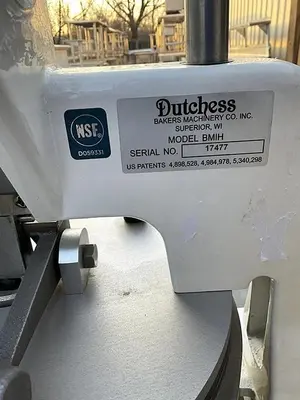 NSF
DO59331
Dutchess
BAKERS MACHINERY CO. INC.
SUPERIOR, WI
MODEL BMIH
SERIAL NO. 17477
US PATENTS 4,898,528, 4,984,978, 5,340,298